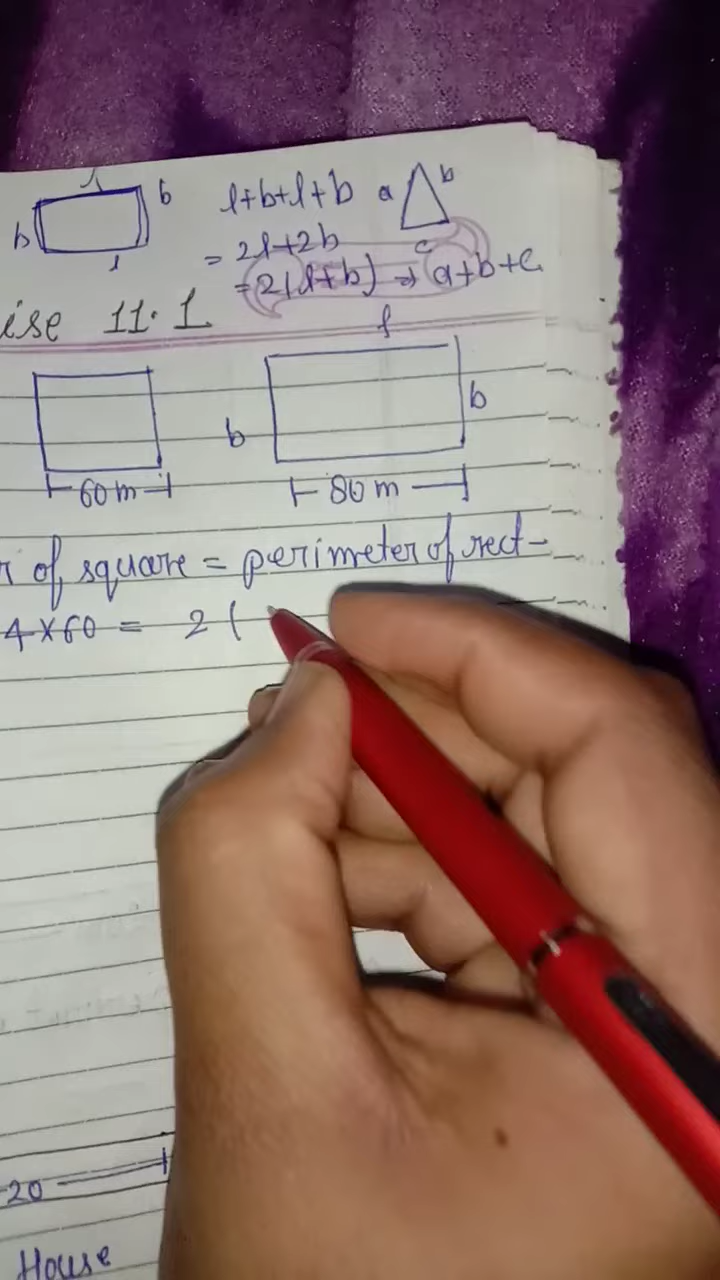 l b l+b+l+b a b
b l = 2l+2b c
= 2(l+b) ⇒ a+b+c
ise 11.1 l
b b
60 m 80 m
r of square = perimeter of rect-
4×60 = 2 (
20
House